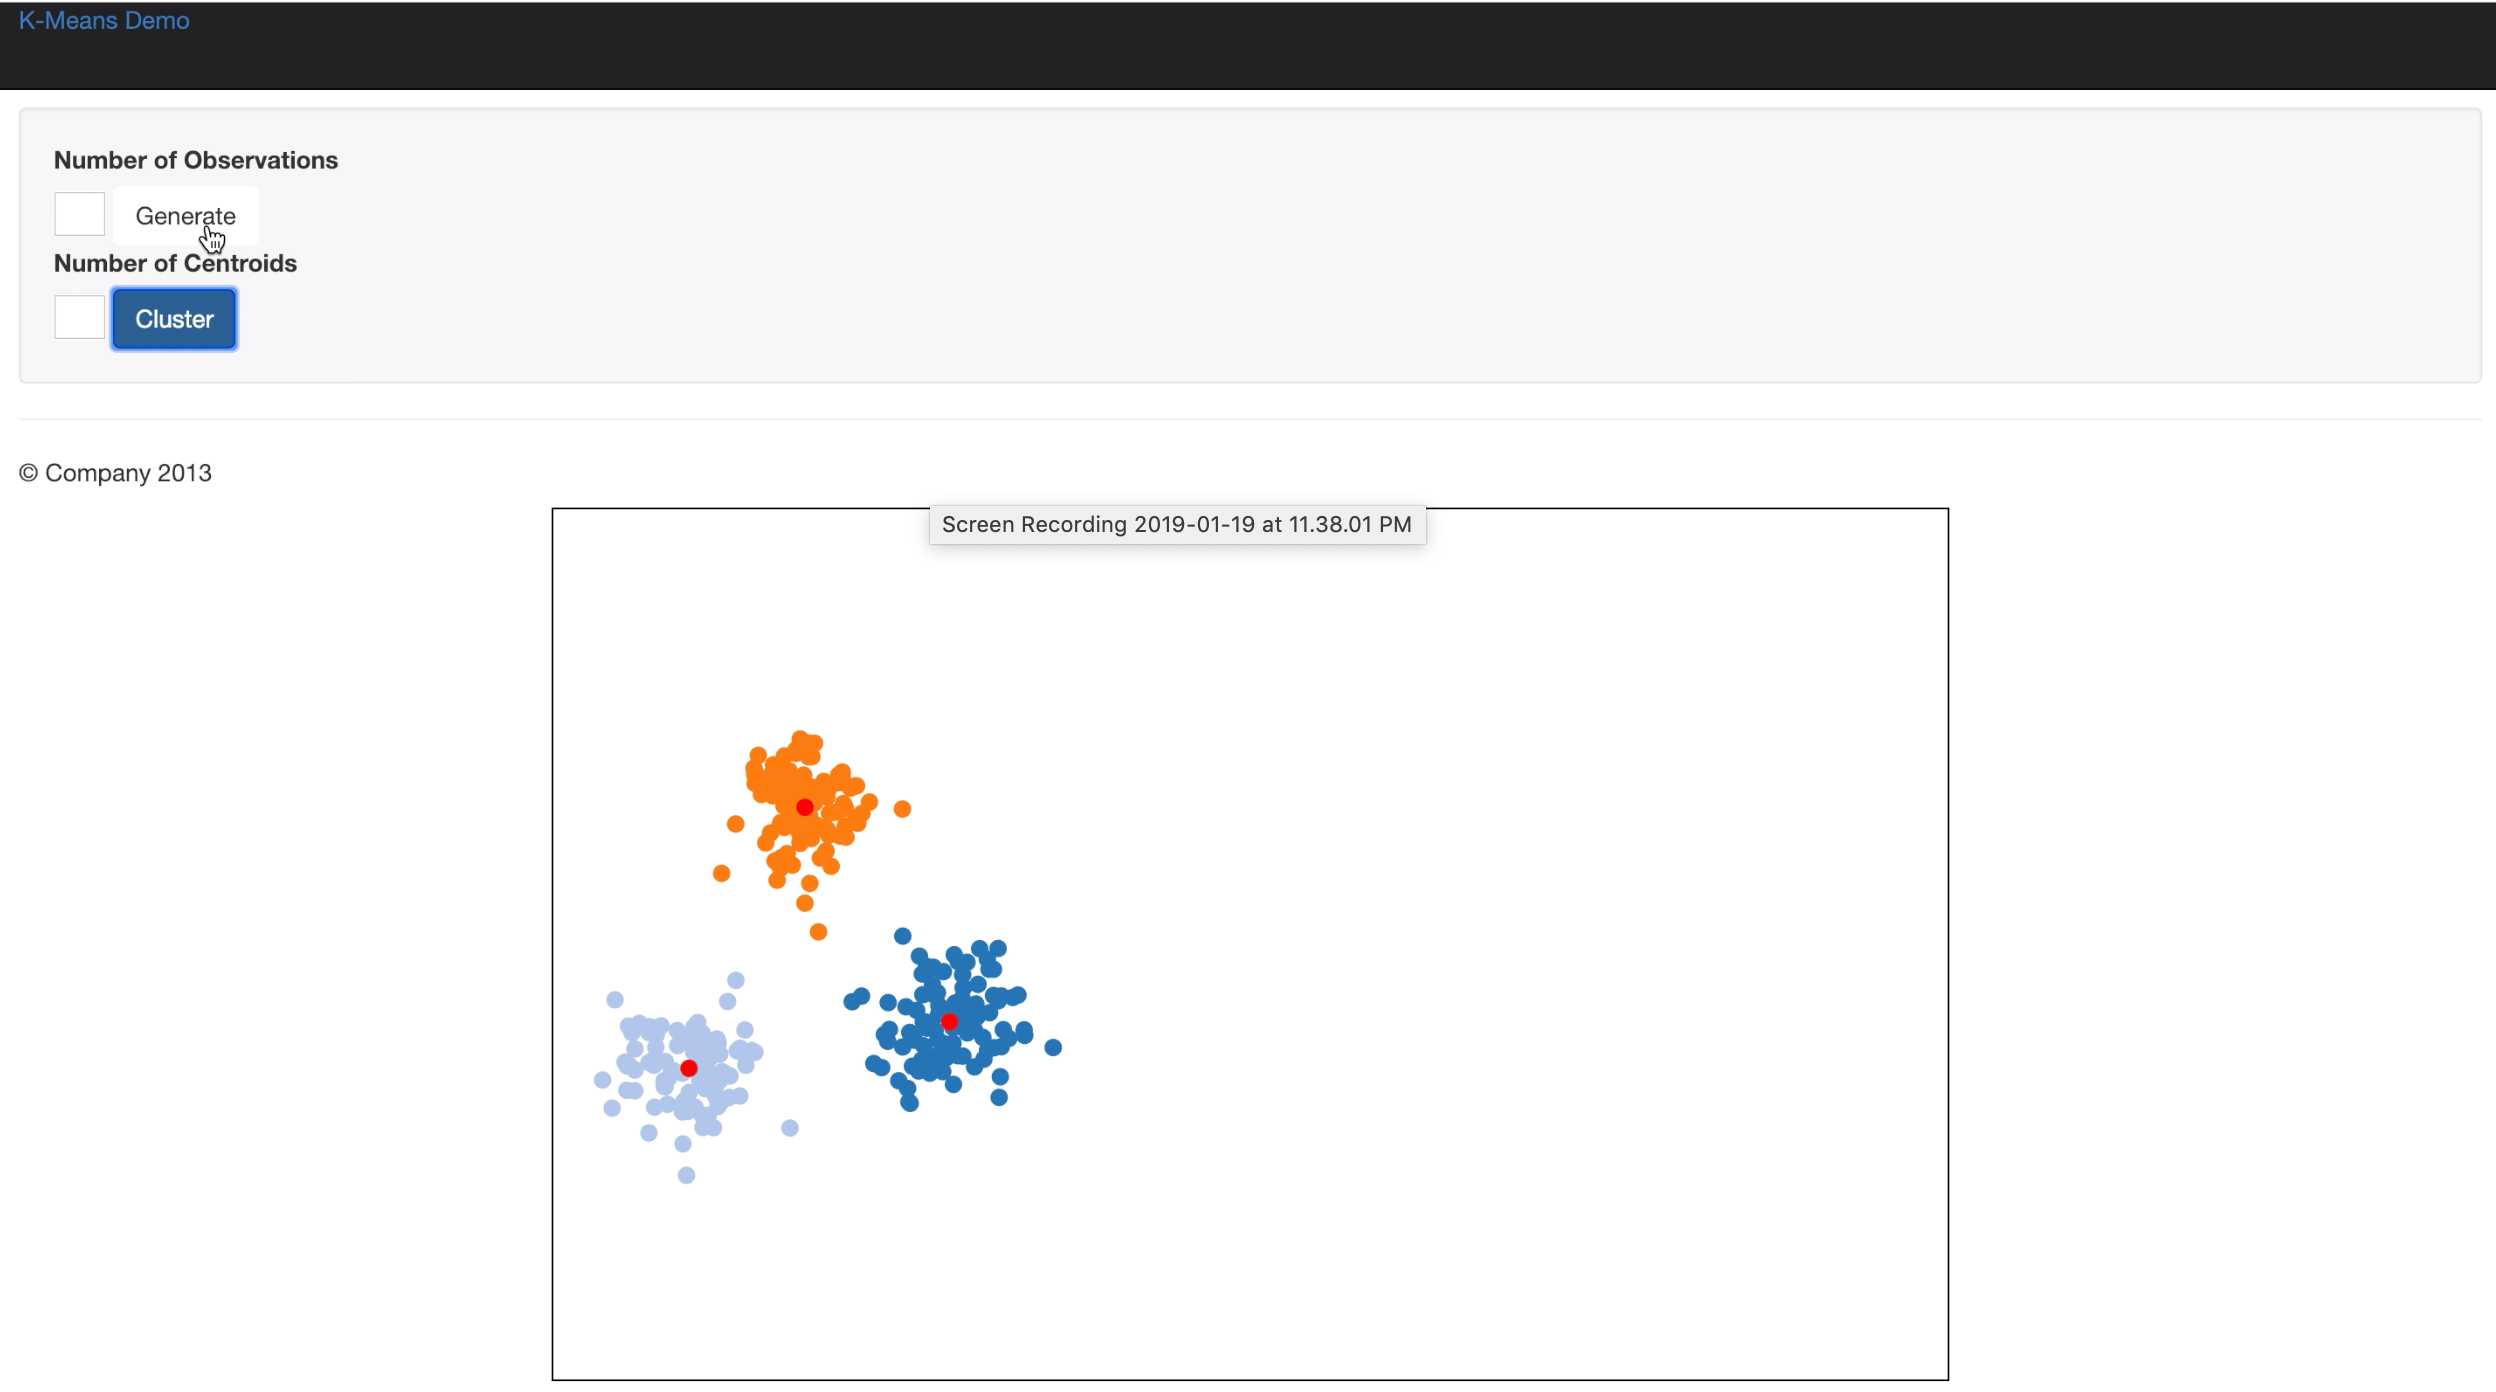 K-Means Demo
Number of Observations
Generate
Number of Centroids
Cluster
© Company 2013
Screen Recording 2019-01-19 at 11.38.01 PM